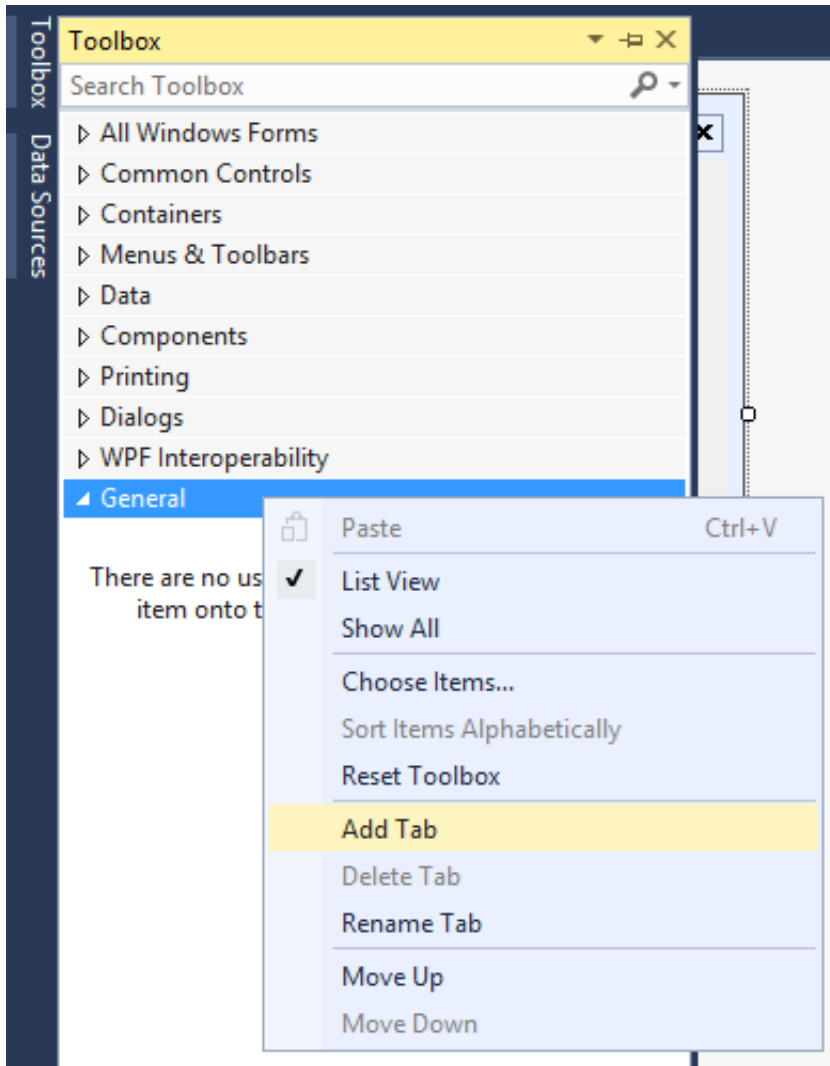 Toolbox
Data Sources
Toolbox
Search Toolbox
All Windows Forms
Common Controls
Containers
Menus & Toolbars
Data
Components
Printing
Dialogs
WPF Interoperability
General
There are no us
item onto t
Paste Ctrl+V
List View
Show All
Choose Items...
Sort Items Alphabetically
Reset Toolbox
Add Tab
Delete Tab
Rename Tab
Move Up
Move Down